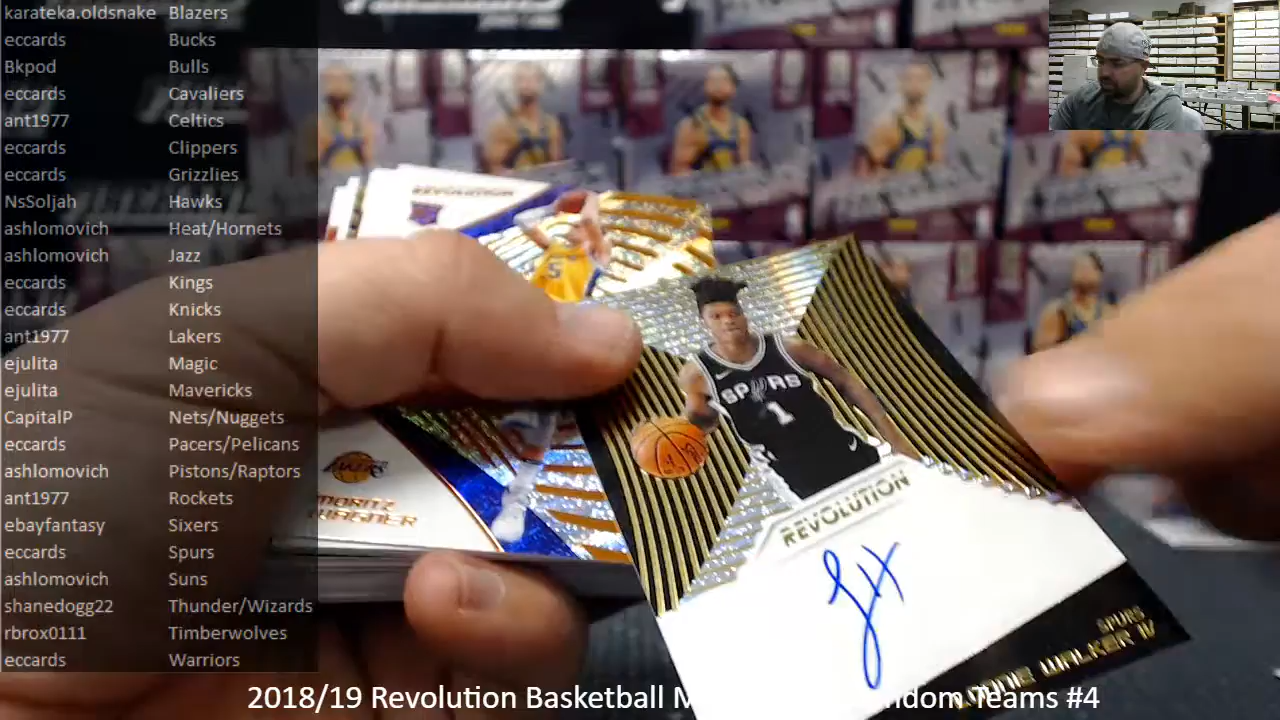 karateka.oldsnake Blazers
eccards Bucks
Bkpod Bulls
eccards Cavaliers
ant1977 Celtics
eccards Clippers
eccards Grizzlies
NsSoljah Hawks
ashlomovich Heat/Hornets
ashlomovich Jazz
eccards Kings
eccards Knicks
ant1977 Lakers
ejulita Magic
ejulita Mavericks
CapitalP Nets/Nuggets
eccards Pacers/Pelicans
ashlomovich Pistons/Raptors
ant1977 Rockets
ebayfantasy Sixers
eccards Spurs
ashlomovich Suns
shanedogg22 Thunder/Wizards
rbrox0111 Timberwolves
eccards Warriors
REVOLUTION
MORITZ
WAGNER
SPURS
1
REVOLUTION
SPURS
WALKER IV
2018/19 Revolution Basketball Teams #4